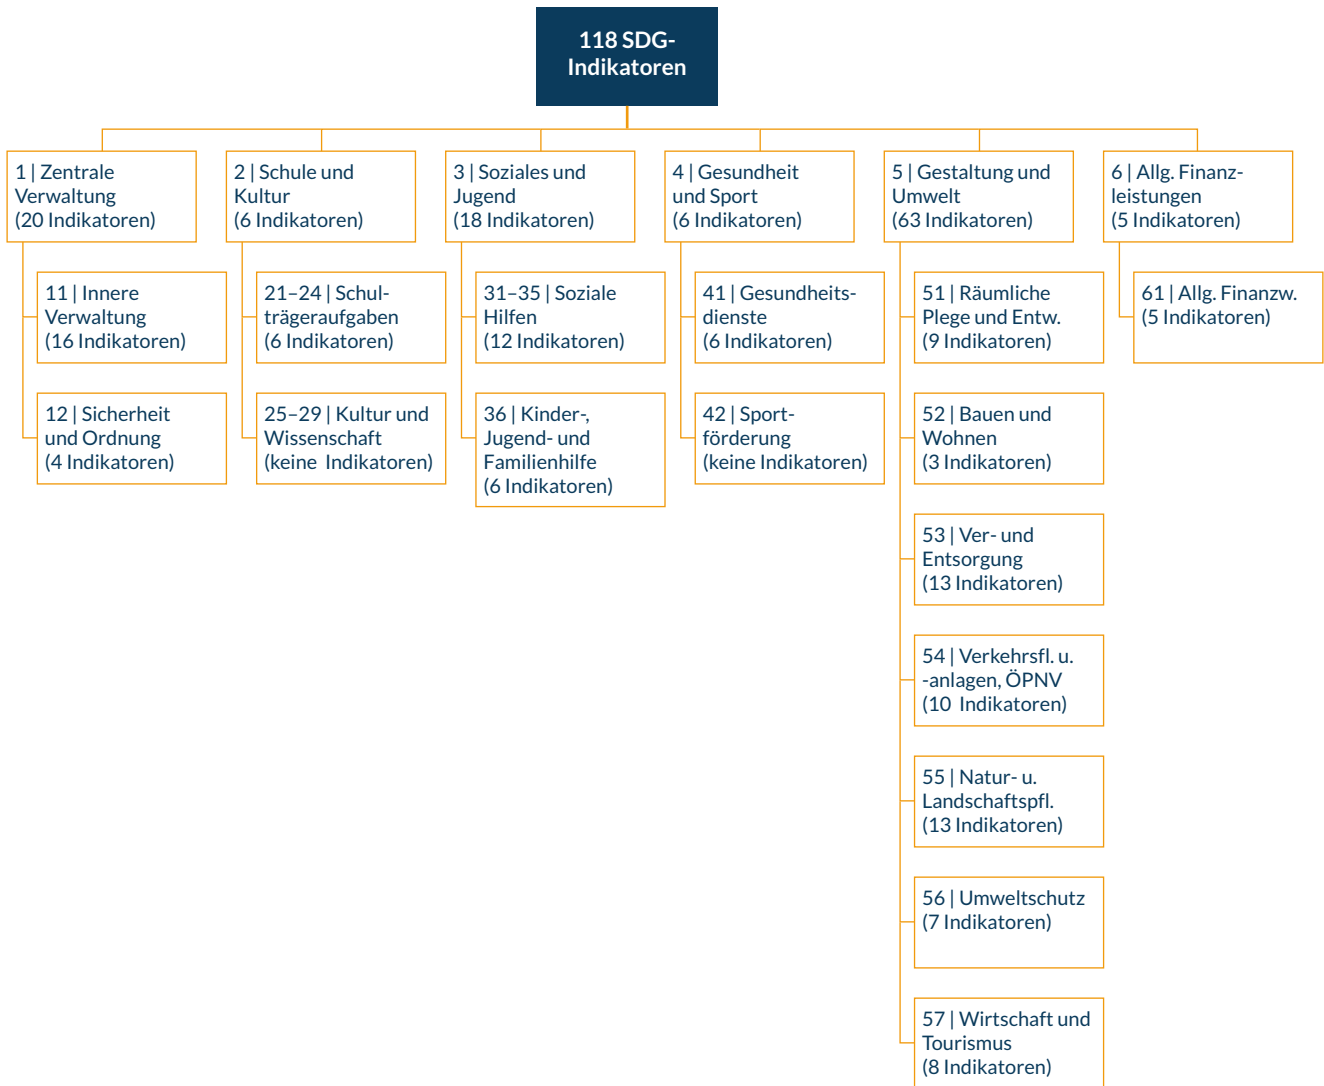 118 SDG-
Indikatoren
1 | Zentrale
Verwaltung
(20 Indikatoren)
2 | Schule und
Kultur
(6 Indikatoren)
3 | Soziales und
Jugend
(18 Indikatoren)
4 | Gesundheit
und Sport
(6 Indikatoren)
5 | Gestaltung und
Umwelt
(63 Indikatoren)
6 | Allg. Finanz-
leistungen
(5 Indikatoren)
11 | Innere
Verwaltung
(16 Indikatoren)
21–24 | Schul-
trägeraufgaben
(6 Indikatoren)
31–35 | Soziale
Hilfen
(12 Indikatoren)
41 | Gesundheits-
dienste
(6 Indikatoren)
51 | Räumliche
Plege und Entw.
(9 Indikatoren)
61 | Allg. Finanzw.
(5 Indikatoren)
12 | Sicherheit
und Ordnung
(4 Indikatoren)
25–29 | Kultur und
Wissenschaft
(keine Indikatoren)
36 | Kinder-,
Jugend- und
Familienhilfe
(6 Indikatoren)
42 | Sport-
förderung
(keine Indikatoren)
52 | Bauen und
Wohnen
(3 Indikatoren)
53 | Ver- und
Entsorgung
(13 Indikatoren)
54 | Verkehrsfl. u.
-anlagen, ÖPNV
(10 Indikatoren)
55 | Natur- u.
Landschaftspfl.
(13 Indikatoren)
56 | Umweltschutz
(7 Indikatoren)
57 | Wirtschaft und
Tourismus
(8 Indikatoren)